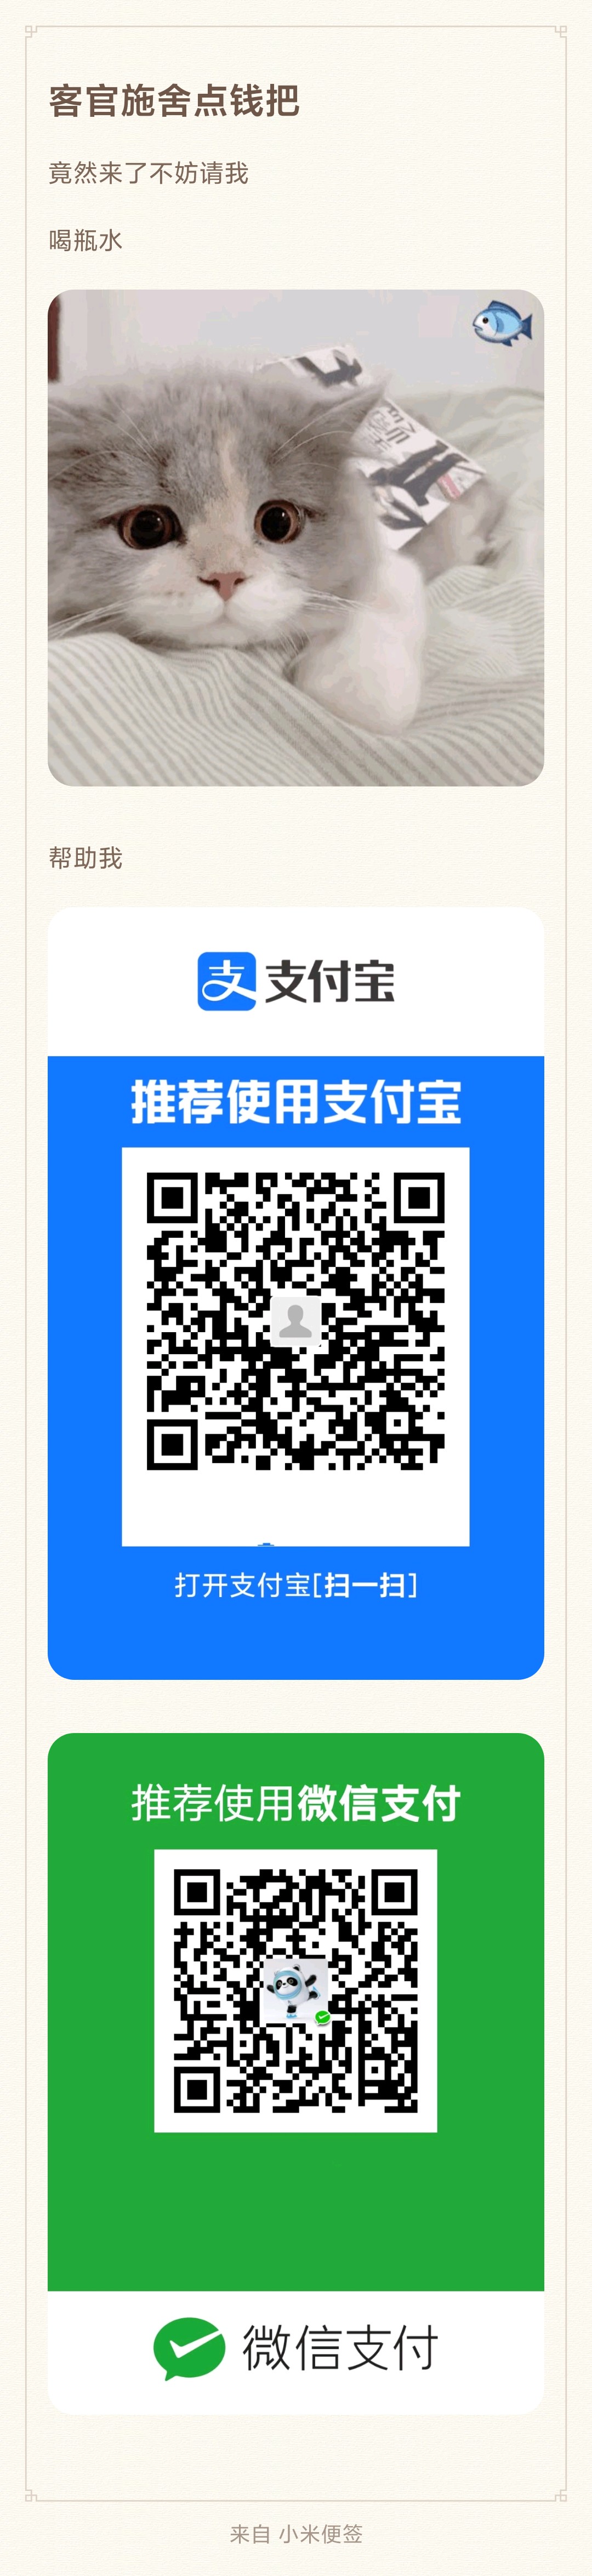 客官施舍点钱把
竟然来了不妨请我
喝瓶水
帮助我
支 支付宝
推荐使用支付宝
打开支付宝[扫一扫]
推荐使用微信支付
微信支付
来自 小米便签